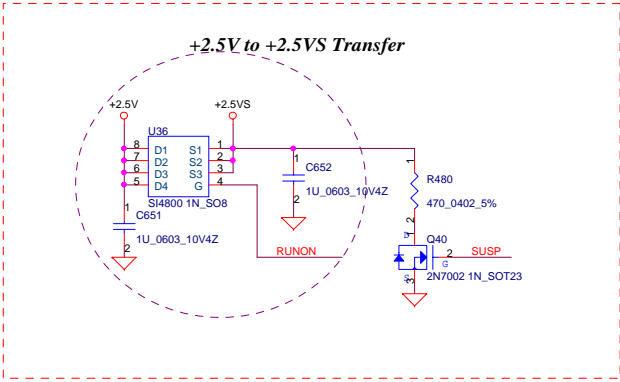 +2.5V to +2.5VS Transfer
+2.5V
+2.5VS
U36
8 D1 S1 1
7 D2 S2 2
6 D3 S3 3
5 D4 G 4
SI4800 1N_SO8
1
C651
1U_0603_10V4Z
2
1
C652
1U_0603_10V4Z
2
RUNON
1
R480
470_0402_5%
2
1
D
Q40
2
SUSP
G
2N7002 1N_SOT23
S
3